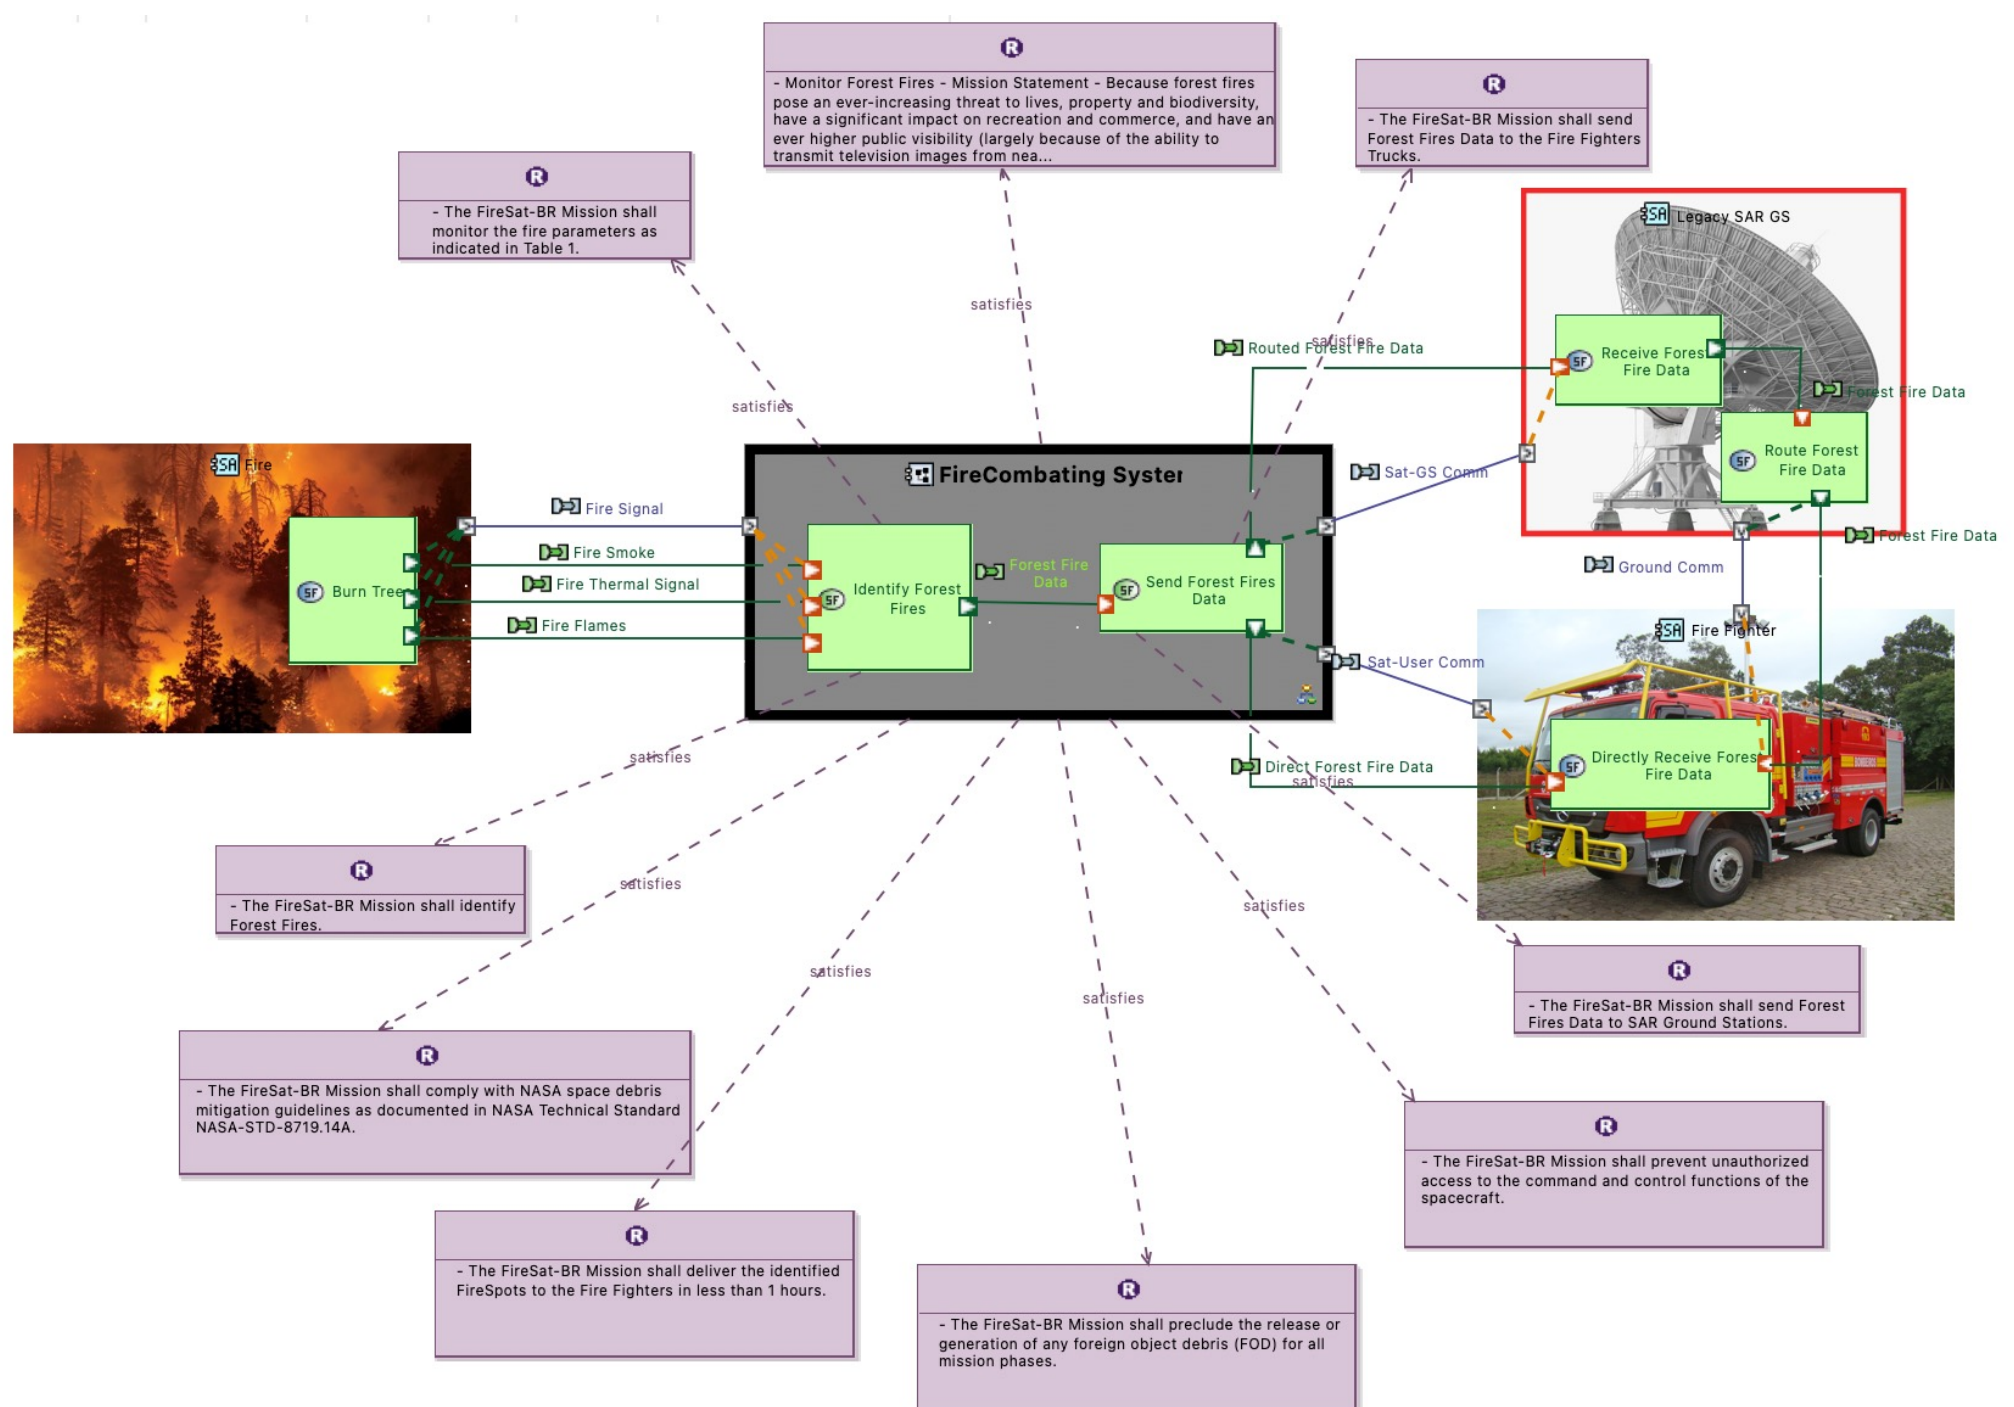 R
- Monitor Forest Fires - Mission Statement - Because forest fires
pose an ever-increasing threat to lives, property and biodiversity,
have a significant impact on recreation and commerce, and have an
ever higher public visibility (largely because of the ability to
transmit television images from nea...
R
- The FireSat-BR Mission shall send
Forest Fires Data to the Fire Fighters
Trucks.
R
- The FireSat-BR Mission shall
monitor the fire parameters as
indicated in Table 1.
SA Legacy SAR GS
satisfies
satisfies
satisfies
Routed Forest Fire Data
SF
Receive Forest
Fire Data
Forest Fire Data
SF
Route Forest
Fire Data
SA Fire
FireCombating System
Sat-GS Comm
Fire Signal
Fire Smoke
Fire Thermal Signal
Fire Flames
SF
Burn Tree
SF
Identify Forest
Fires
Forest Fire
Data
SF
Send Forest Fires
Data
Forest Fire Data
Ground Comm
SA Fire Fighter
Sat-User Comm
Direct Forest Fire Data
SF
Directly Receive Forest
Fire Data
BOMBEIROS
satisfies
satisfies
satisfies
satisfies
satisfies
satisfies
R
- The FireSat-BR Mission shall identify
Forest Fires.
R
- The FireSat-BR Mission shall send Forest
Fires Data to SAR Ground Stations.
R
- The FireSat-BR Mission shall comply with NASA space debris
mitigation guidelines as documented in NASA Technical Standard
NASA-STD-8719.14A.
R
- The FireSat-BR Mission shall prevent unauthorized
access to the command and control functions of the
spacecraft.
R
- The FireSat-BR Mission shall deliver the identified
FireSpots to the Fire Fighters in less than 1 hours.
R
- The FireSat-BR Mission shall preclude the release or
generation of any foreign object debris (FOD) for all
mission phases.